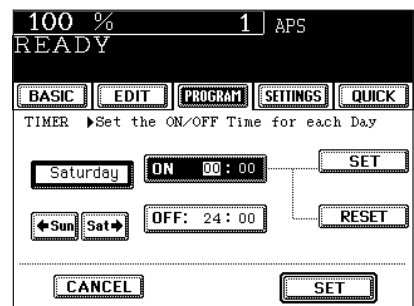 100 % 1 APS
READY
BASIC EDIT PROGRAM SETTINGS QUICK
TIMER ▶Set the ON/OFF Time for each Day
Saturday ON 00:00 SET
←Sun Sat→ OFF: 24:00 RESET
CANCEL SET